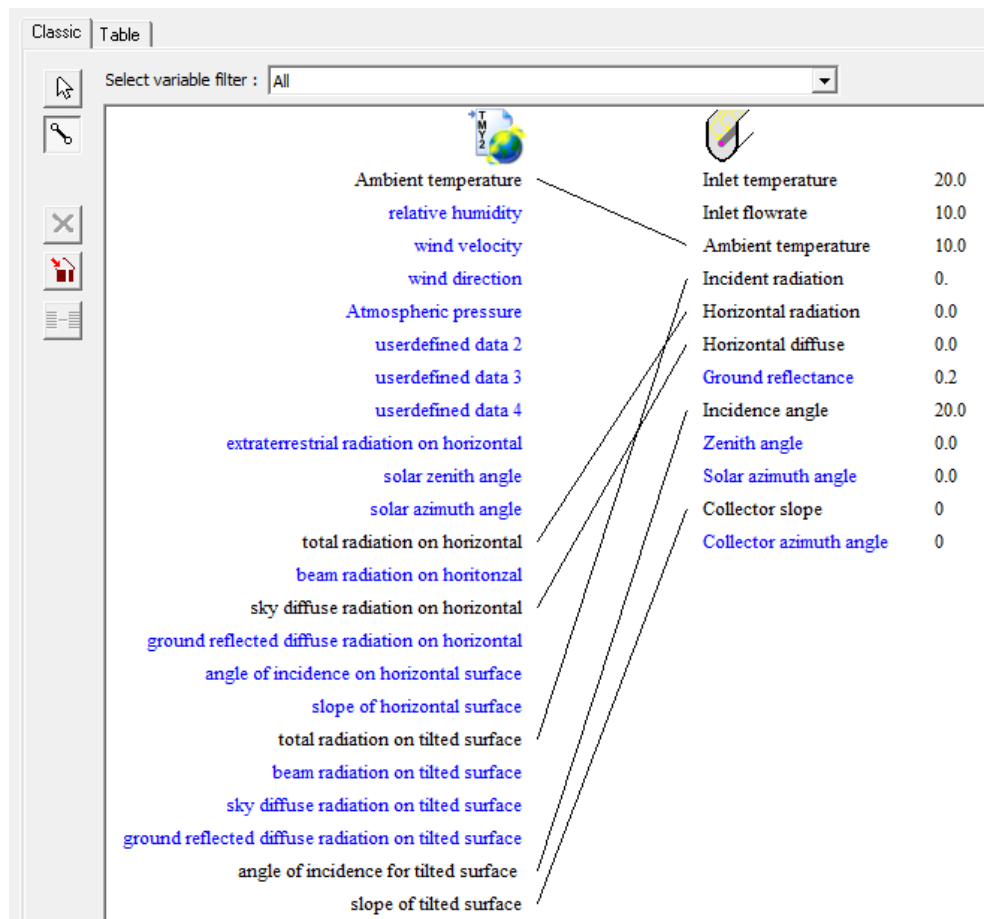 Classic Table
Select variable filter : All
TMY2
Ambient temperature Inlet temperature 20.0
relative humidity Inlet flowrate 10.0
wind velocity Ambient temperature 10.0
wind direction Incident radiation 0.
Atmospheric pressure Horizontal radiation 0.0
userdefined data 2 Horizontal diffuse 0.0
userdefined data 3 Ground reflectance 0.2
userdefined data 4 Incidence angle 20.0
extraterrestrial radiation on horizontal Zenith angle 0.0
solar zenith angle Solar azimuth angle 0.0
solar azimuth angle Collector slope 0
total radiation on horizontal Collector azimuth angle 0
beam radiation on horitonzal
sky diffuse radiation on horizontal
ground reflected diffuse radiation on horizontal
angle of incidence on horizontal surface
slope of horizontal surface
total radiation on tilted surface
beam radiation on tilted surface
sky diffuse radiation on tilted surface
ground reflected diffuse radiation on tilted surface
angle of incidence for tilted surface
slope of tilted surface